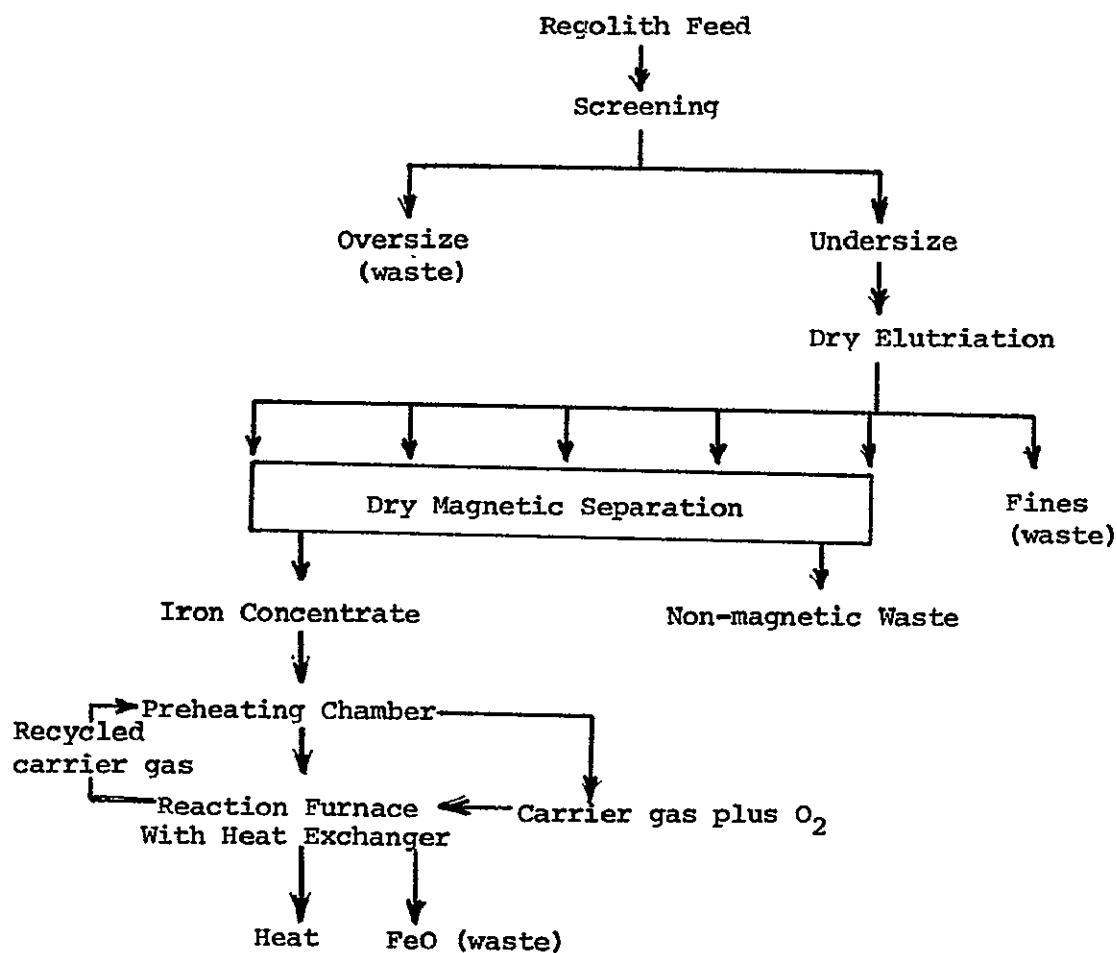 Regolith Feed
Screening
Oversize
(waste)
Undersize
Dry Elutriation
Dry Magnetic Separation
Fines
(waste)
Iron Concentrate
Non-magnetic Waste
Preheating Chamber
Recycled
carrier gas
Reaction Furnace
With Heat Exchanger
Carrier gas plus O2
Heat
FeO (waste)